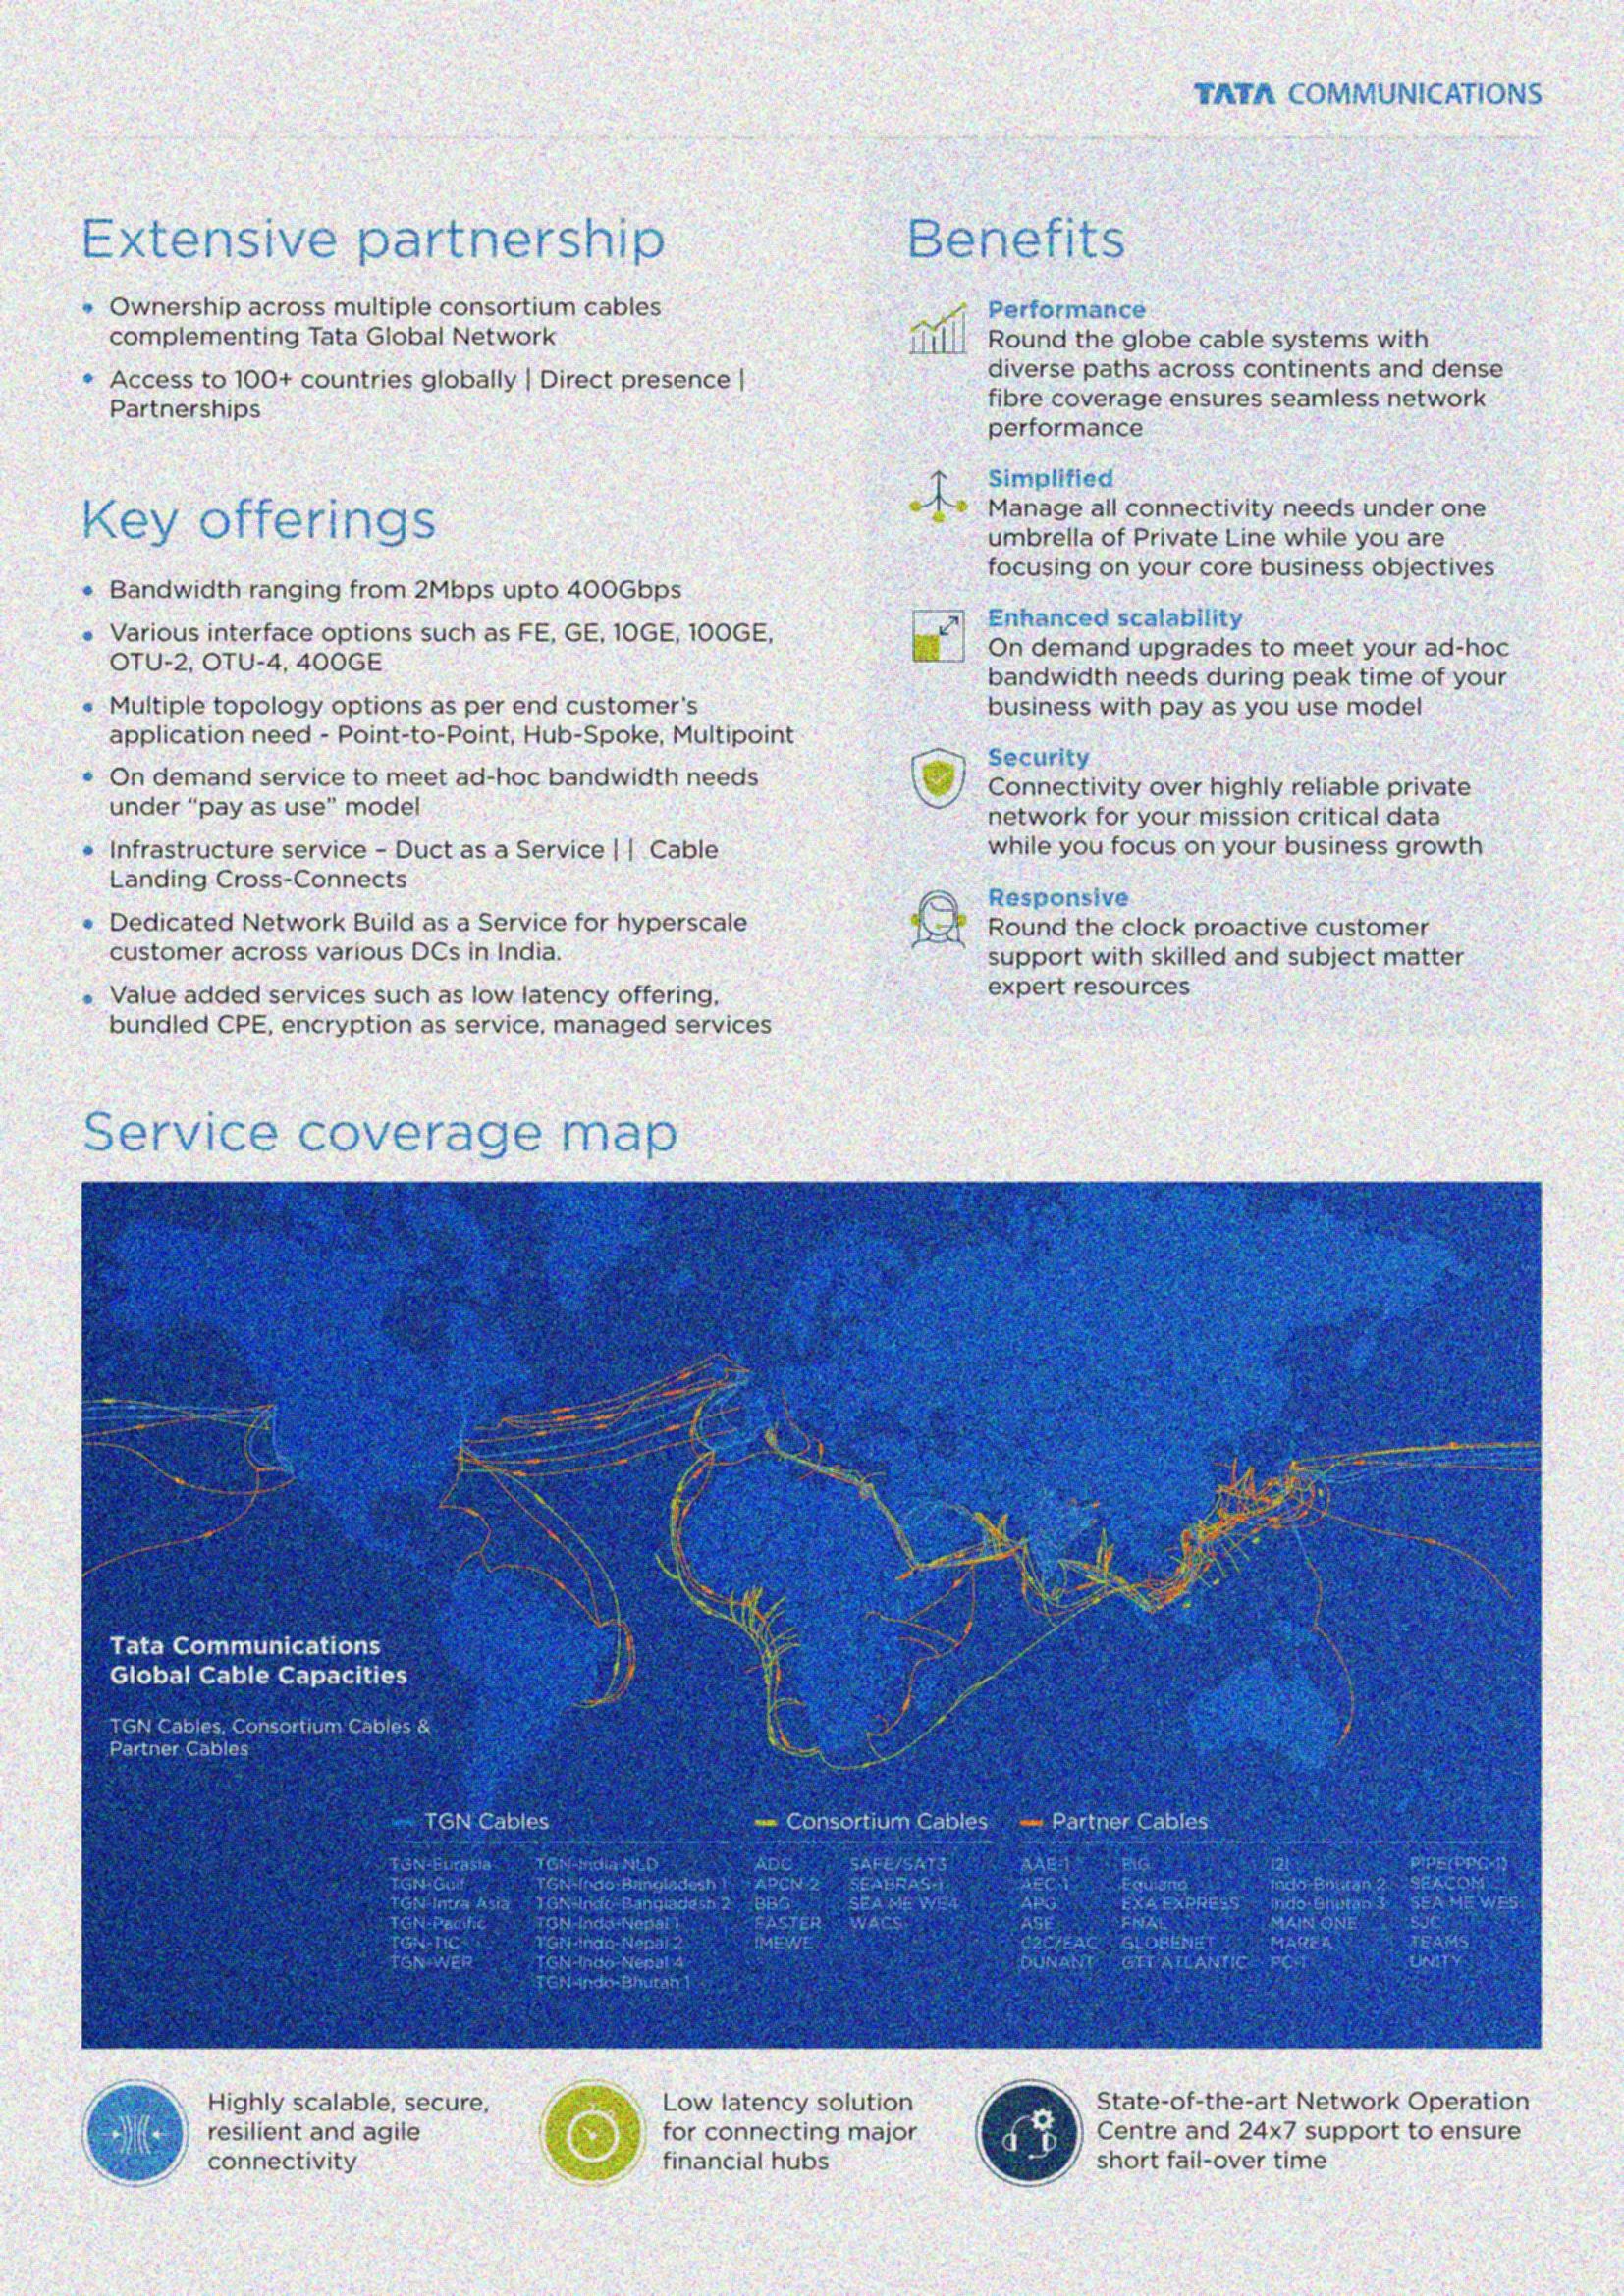 TATA COMMUNICATIONS
Extensive partnership
• Ownership across multiple consortium cables
complementing Tata Global Network
• Access to 100+ countries globally | Direct presence |
Partnerships
Key offerings
• Bandwidth ranging from 2Mbps upto 400Gbps
• Various interface options such as FE, GE, 10GE, 100GE,
OTU-2, OTU-4, 400GE
• Multiple topology options as per end customer's
application need - Point-to-Point, Hub-Spoke, Multipoint
• On demand service to meet ad-hoc bandwidth needs
under “pay as use” model
• Infrastructure service – Duct as a Service | | Cable
Landing Cross-Connects
• Dedicated Network Build as a Service for hyperscale
customer across various DCs in India.
• Value added services such as low latency offering,
bundled CPE, encryption as service, managed services
Benefits
Performance
Round the globe cable systems with
diverse paths across continents and dense
fibre coverage ensures seamless network
performance
Simplified
Manage all connectivity needs under one
umbrella of Private Line while you are
focusing on your core business objectives
Enhanced scalability
On demand upgrades to meet your ad-hoc
bandwidth needs during peak time of your
business with pay as you use model
Security
Connectivity over highly reliable private
network for your mission critical data
while you focus on your business growth
Responsive
Round the clock proactive customer
support with skilled and subject matter
expert resources
Service coverage map
Tata Communications
Global Cable Capacities
TGN Cables, Consortium Cables &
Partner Cables
TGN Cables
TGN-Eurasia
TGN-Gulf
TGN-Intra Asia
TGN-Pacific
TGN-TIC
TGN-WER
TGN-India NLD
TGN-Indo-Bangladesh 1
TGN-Indo-Bangladesh 2
TGN-Indo-Nepal 1
TGN-Indo-Nepal 2
TGN-Indo-Nepal 4
TGN-Indo-Bhutan 1
Consortium Cables
ADC
APCN-2
BBG
EASTER
IMEWE
SAFE/SAT3
SEABRAS-1
SEA ME WE4
WACS
Partner Cables
AAE-1
AEC-1
APG
ASE
C2C/EAC
DUNANT
EIG
Equiano
EXA EXPRESS
FNAL
GLOBENET
GTT ATLANTIC
I2I
Indo-Bhutan 2
Indo-Bhutan 3
MAIN ONE
MAREA
PC-1
PIPE(PPC-1)
SEACOM
SEA ME WE5
SJC
TEAMS
UNITY
Highly scalable, secure,
resilient and agile
connectivity
Low latency solution
for connecting major
financial hubs
State-of-the-art Network Operation
Centre and 24x7 support to ensure
short fail-over time